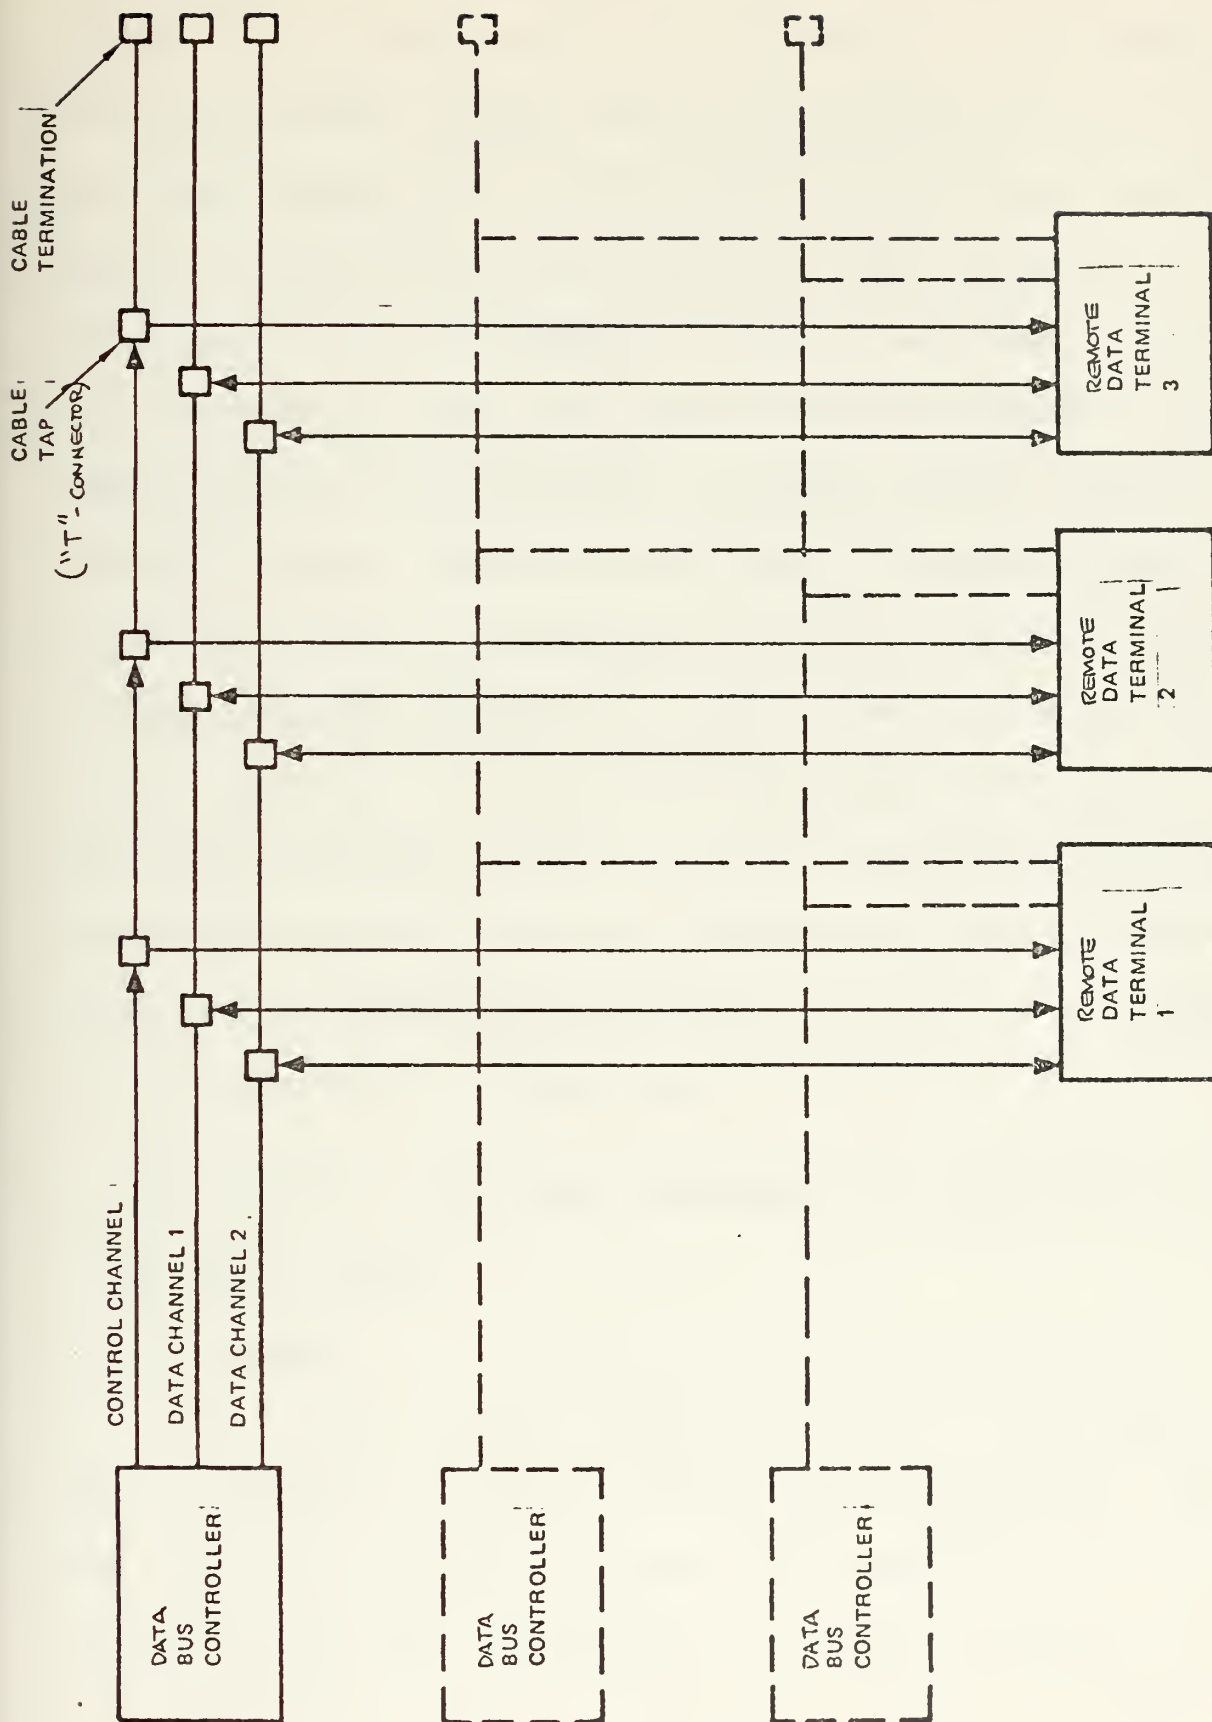 CABLE
TAP
("T"-CONNECTOR)
CABLE
TERMINATION
CONTROL CHANNEL
DATA CHANNEL 1
DATA CHANNEL 2
DATA
BUS
CONTROLLER
DATA
BUS
CONTROLLER
DATA
BUS
CONTROLLER
REMOTE
DATA
TERMINAL
1
REMOTE
DATA
TERMINAL
2
REMOTE
DATA
TERMINAL
3